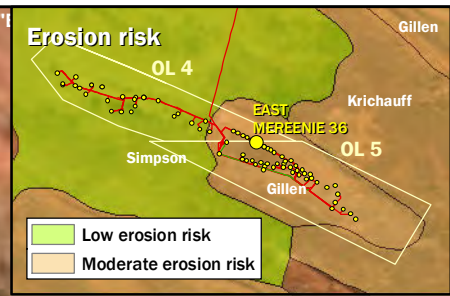 Erosion risk
Gillen
OL 4
Krichauff
EAST
MEREENIE 36
OL 5
Simpson
Gillen
Low erosion risk
Moderate erosion risk